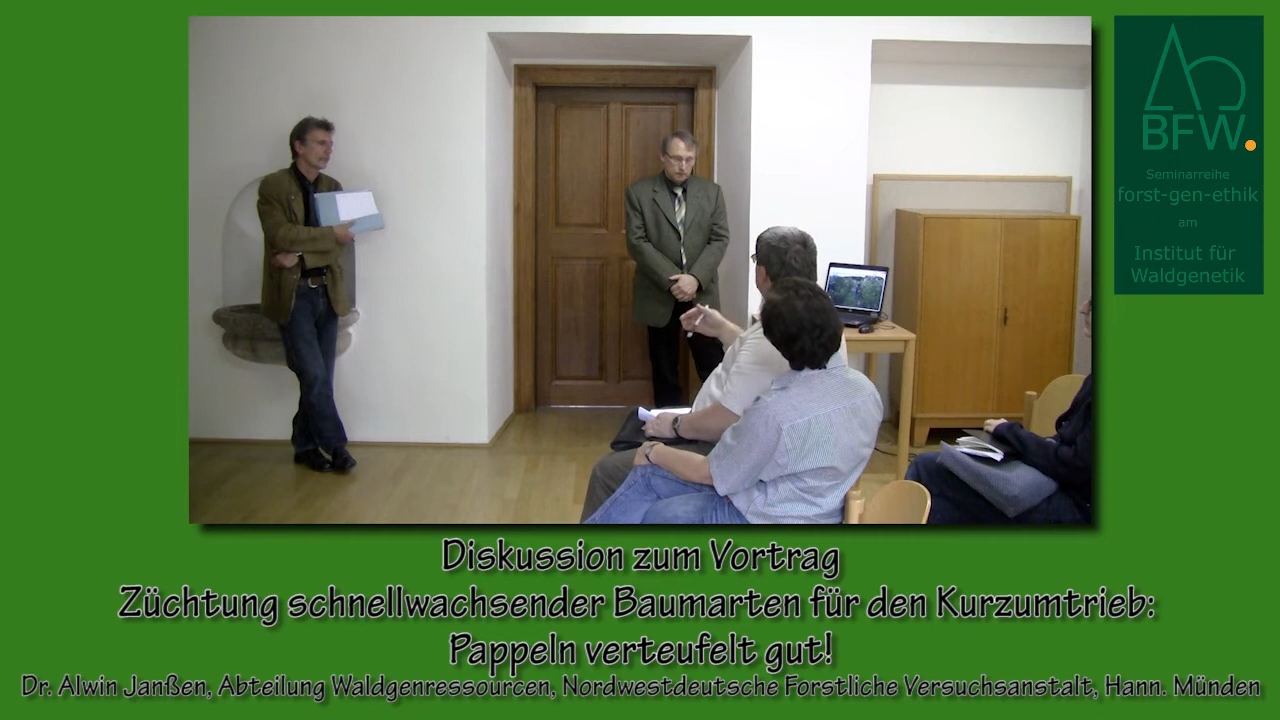 BFW.
Seminarreihe
forst-gen-ethik
am
Institut für
Waldgenetik
Diskussion zum Vortrag
Züchtung schnellwachsender Baumarten für den Kurzumtrieb:
Pappeln verteufelt gut!
Dr. Alwin Janßen, Abteilung Waldgenressourcen, Nordwestdeutsche Forstliche Versuchsanstalt, Hann. Münden